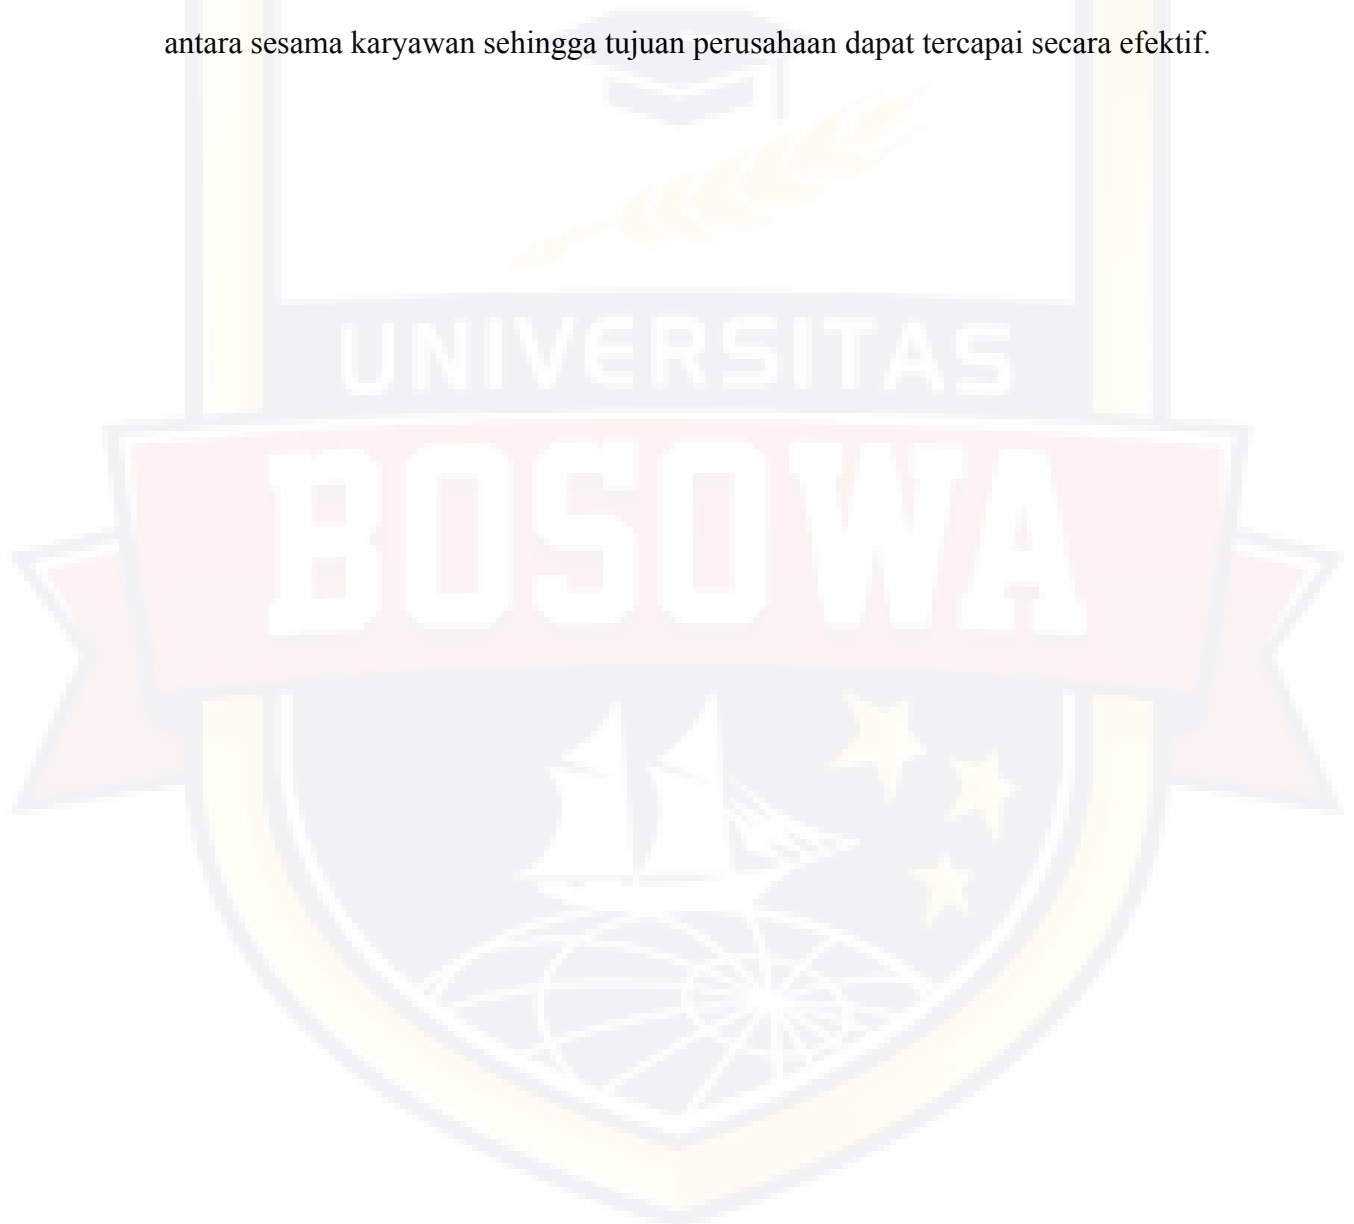 antara sesama karyawan sehingga tujuan perusahaan dapat tercapai secara efektif.
UNIVERSITAS
BOSOWA